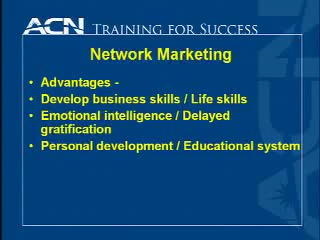 ACN TRAINING FOR SUCCESS
Network Marketing
• Advantages -
• Develop business skills / Life skills
• Emotional intelligence / Delayed
gratification
• Personal development / Educational system
ACN